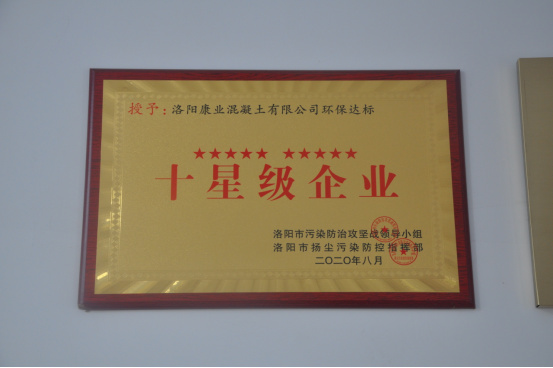 授予：洛阳康业混凝土有限公司环保达标
★★★★★ ★★★★★
十星级企业
洛阳市污染防治攻坚战领导小组
洛阳市扬尘污染防控指挥部
二〇二〇年八月